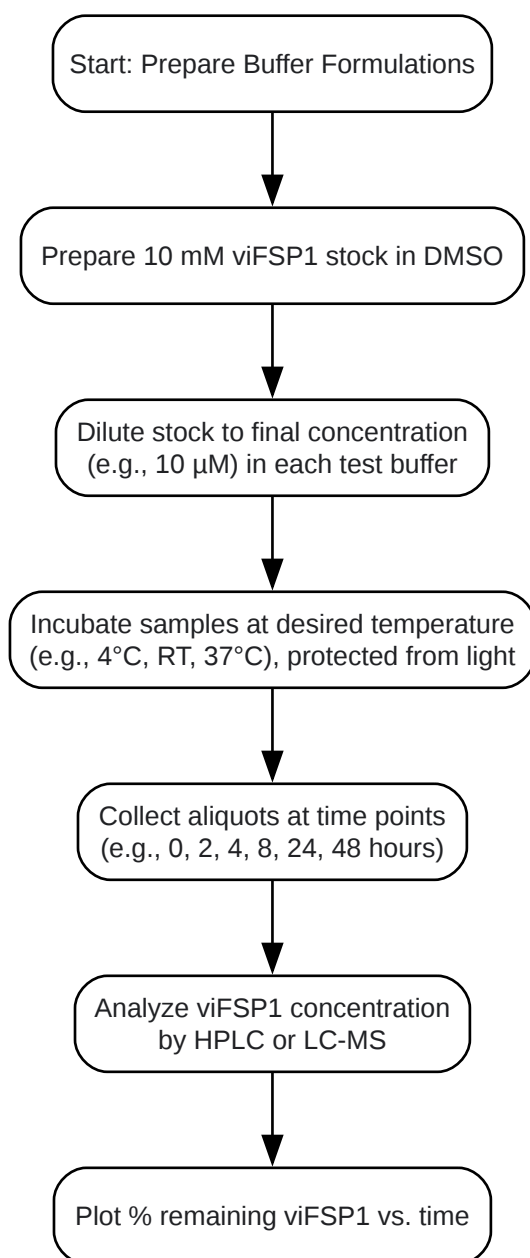 Start: Prepare Buffer Formulations
Prepare 10 mM viFSP1 stock in DMSO
Dilute stock to final concentration
(e.g., 10 µM) in each test buffer
Incubate samples at desired temperature
(e.g., 4°C, RT, 37°C), protected from light
Collect aliquots at time points
(e.g., 0, 2, 4, 8, 24, 48 hours)
Analyze viFSP1 concentration
by HPLC or LC-MS
Plot % remaining viFSP1 vs. time